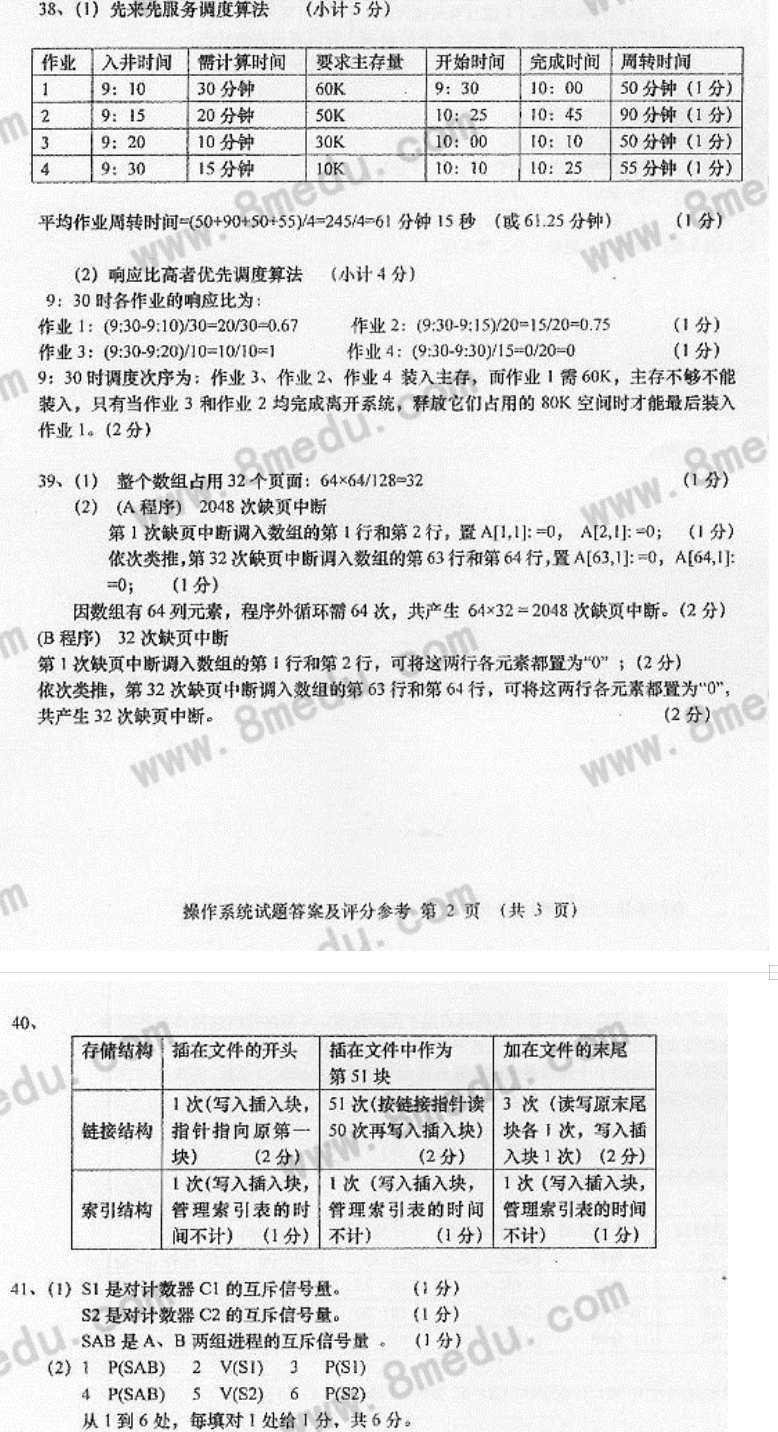 38、(1) 先来先服务调度算法 （小计 5 分）
作业 入井时间 需计算时间 要求主存量 开始时间 完成时间 周转时间
1 9：10 30 分钟 60K 9：30 10：00 50 分钟（1 分）
2 9：15 20 分钟 50K 10：25 10：45 90 分钟（1 分）
3 9：20 10 分钟 30K 10：00 10：10 50 分钟（1 分）
4 9：30 15 分钟 10K 10：10 10：25 55 分钟（1 分）
平均作业周转时间=(50+90+50+55)/4=245/4=61 分钟 15 秒 （或 61.25 分钟） （1 分）
(2) 响应比高者优先调度算法 （小计 4 分）
9：30 时各作业的响应比为：
作业 1：(9:30-9:10)/30=20/30=0.67 作业 2：(9:30-9:15)/20=15/20=0.75 （1 分）
作业 3：(9:30-9:20)/10=10/10=1 作业 4：(9:30-9:30)/15=0/20=0 （1 分）
9：30 时调度次序为：作业 3、作业 2、作业 4 装入主存，而作业 1 需 60K，主存不够不能
装入，只有当作业 3 和作业 2 均完成离开系统，释放它们占用的 80K 空间时才能最后装入
作业 1。(2 分)
39、(1) 整个数组占用 32 个页面：64×64/128=32 （1 分）
(2) (A 程序) 2048 次缺页中断
第 1 次缺页中断调入数组的第 1 行和第 2 行，置 A[1,1]: =0， A[2,1]: =0； （1 分）
依次类推，第 32 次缺页中断调入数组的第 63 行和第 64 行，置 A[63,1]: =0，A[64,1]:
=0； （1 分）
因数组有 64 列元素，程序外循环需 64 次，共产生 64×32＝2048 次缺页中断。（2 分）
(B 程序) 32 次缺页中断
第 1 次缺页中断调入数组的第 1 行和第 2 行，可将这两行各元素都置为“0”；（2 分）
依次类推，第 32 次缺页中断调入数组的第 63 行和第 64 行，可将这两行各元素都置为“0”，
共产生 32 次缺页中断。 （2 分）
操作系统试题答案及评分参考 第 2 页 （共 3 页）
40、
存储结构 插在文件的开头 插在文件中作为 加在文件的末尾
第 51 块
1 次(写入插入块， 51 次(按链接指针读 3 次（读写原末尾
链接结构 指针指向原第一 50 次再写入插入块) 块各 1 次，写入插
块) （2 分） （2 分） 入块 1 次）（2 分）
1 次(写入插入块， 1 次（写入插入块， 1 次（写入插入块，
索引结构 管理索引表的时 管理索引表的时间 管理索引表的时间
间不计) （1 分） 不计） （1 分） 不计） （1 分）
41、(1) S1 是对计数器 C1 的互斥信号量。 （1 分）
S2 是对计数器 C2 的互斥信号量。 （1 分）
SAB 是 A、B 两组进程的互斥信号量 。 （1 分）
(2) 1 P(SAB) 2 V(S1) 3 P(S1)
4 P(SAB) 5 V(S2) 6 P(S2)
从 1 到 6 处，每填对 1 处给 1 分，共 6 分。
www.8medu.com